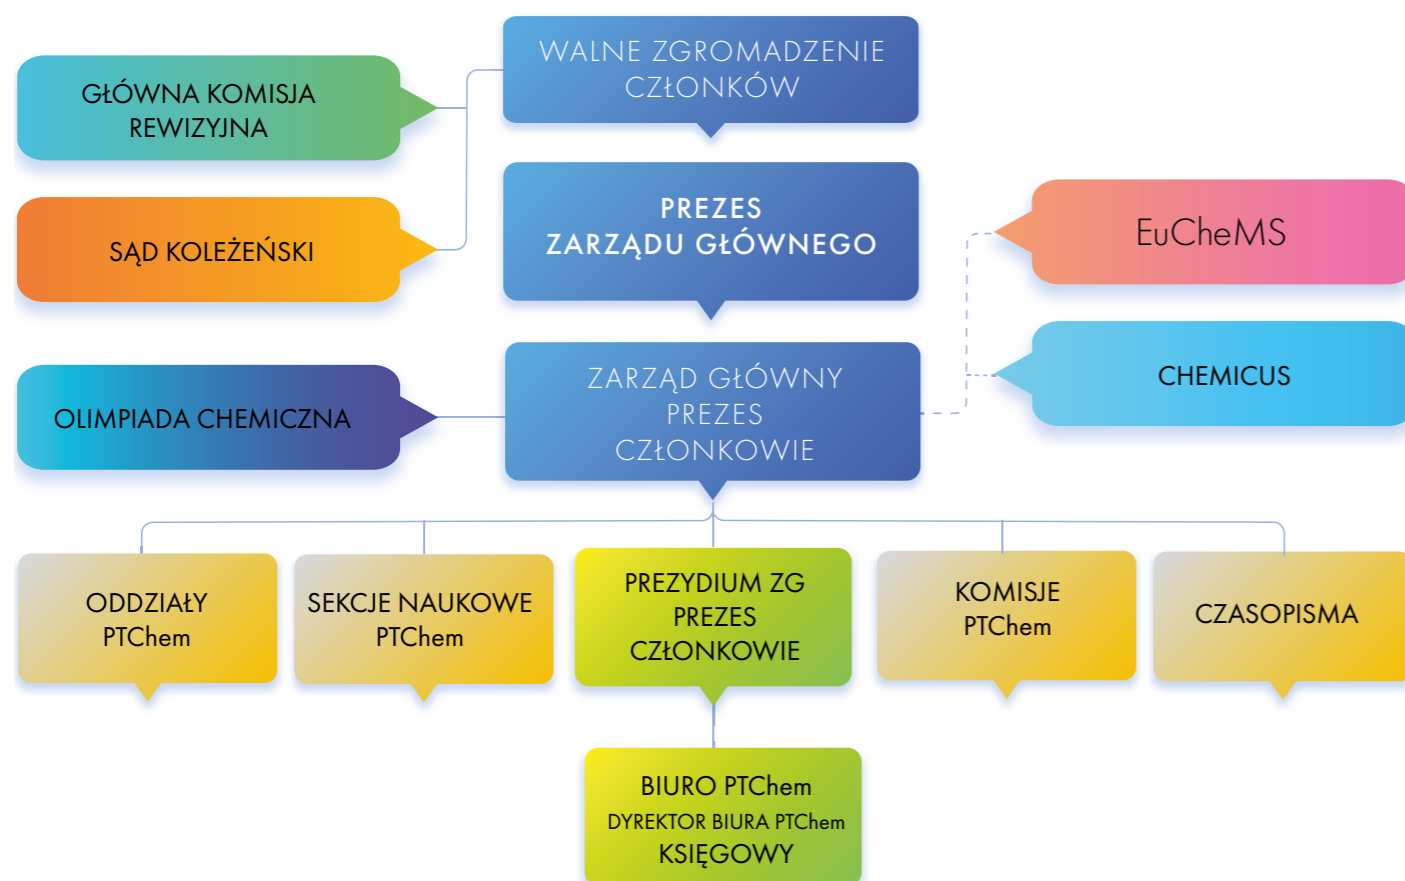 WALNE ZGROMADZENIE
CZŁONKÓW
GŁÓWNA KOMISJA
REWIZYJNA
PREZES
ZARZĄDU GŁÓWNEGO
SĄD KOLEŻEŃSKI
EuCheMS
ZARZĄD GŁÓWNY
PREZES
CZŁONKOWIE
OLIMPIADA CHEMICZNA
CHEMICUS
ODDZIAŁY
PTChem
SEKCJE NAUKOWE
PTChem
PREZYDIUM ZG
PREZES
CZŁONKOWIE
KOMISJE
PTChem
CZASOPISMA
BIURO PTChem
DYREKTOR BIURA PTChem
KSIĘGOWY